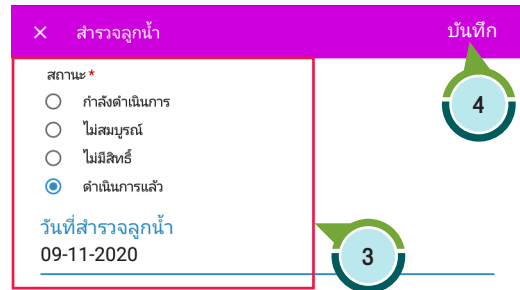 × สำรวจลูกน้ำ บันทึก
สถานะ *
กำลังดำเนินการ
ไม่สมบูรณ์
ไม่มีสิทธิ์
ดำเนินการแล้ว
วันที่สำรวจลูกน้ำ
09-11-2020
4
3